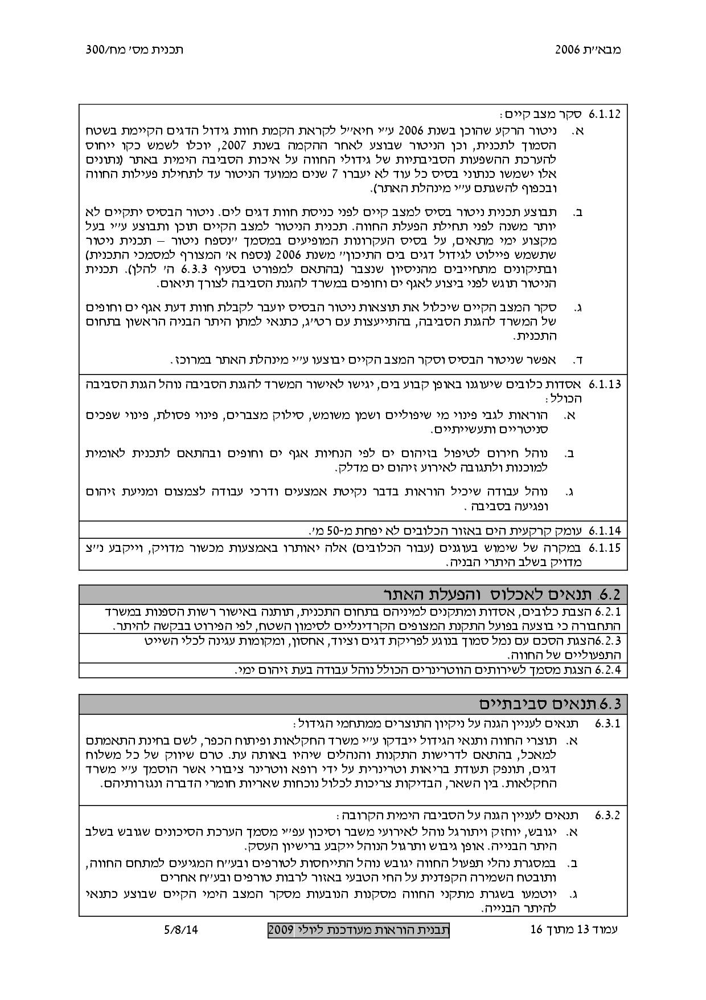 מבא״ת 2006 תכנית מס׳ מח/300
6.1.12 סקר מצב קיים:
א. ניטור הרקע שהוכן בשנת 2006 ע״י חיא״ל לקראת הקמת חוות גידול הדגים הקיימת בשטח
הסמוך לתכנית, וכן הניטור שבוצע לאחר ההקמה בשנת 2007, יוכלו לשמש כקו ייחוס
להערכת ההשפעות הסביבתיות של גידולי החווה על איכות הסביבה הימית באתר (נתונים
אלו ישמשו כנתוני בסיס כל עוד לא יעברו 7 שנים ממועד הניטור עד לתחילת פעילות החווה
ובכפוף להשגתם ע״י מינהלת האתר).
ב. תבוצע תכנית ניטור בסיס למצב קיים לפני כניסת חוות דגים לים. ניטור הבסיס יתקיים לא
יותר משנה לפני תחילת הפעלת החווה. תכנית הניטור למצב הקיים תוכן ותבוצע ע״י בעל
מקצוע ימי מתאים, על בסיס העקרונות המופיעים במסמך ״נספח ניטור – תכנית ניטור
שתשמש פיילוט לגידול דגים בים התיכון״ משנת 2006 (נספח א׳ המצורף למסמכי התכנית)
ובתיקונים מתחייבים מהניסיון שנצבר (בהתאם למפורט בסעיף 6.3.3 ה׳ להלן). תכנית
הניטור תוגש לפני ביצוע לאגף ים וחופים במשרד להגנת הסביבה לצורך תיאום.
ג. סקר המצב הקיים שיכלול את תוצאות ניטור הבסיס יועבר לקבלת חוות דעת אגף ים וחופים
של המשרד להגנת הסביבה, בהתייעצות עם רט״ג, כתנאי למתן היתר הבניה הראשון בתחום
התכנית.
ד. אפשר שניטור הבסיס וסקר המצב הקיים יבוצעו ע״י מינהלת האתר במרוכז.
6.1.13 אסדות כלובים שיעוגנו באופן קבוע בים, יגישו לאישור המשרד להגנת הסביבה נוהל הגנת הסביבה
הכולל:
א. הוראות לגבי פינוי מי שיפוליים ושמן משומש, סילוק מצברים, פינוי פסולת, פינוי שפכים
סניטריים ותעשייתיים.
ב. נוהל חירום לטיפול בזיהום ים לפי הנחיות אגף ים וחופים ובהתאם לתכנית לאומית
למוכנות ולתגובה לאירוע זיהום ים מדלק.
ג. נוהל עבודה שיכיל הוראות בדבר נקיטת אמצעים ודרכי עבודה לצמצום ומניעת זיהום
ופגיעה בסביבה .
6.1.14 עומק קרקעית הים באזור הכלובים לא יפחת מ-50 מ׳.
6.1.15 במקרה של שימוש בעוגנים (עבור הכלובים) אלה יאותרו באמצעות מכשור מדויק, וייקבע נ״צ
מדויק בשלב היתרי הבניה.
6.2. תנאים לאכלוס והפעלת האתר
6.2.1 הצבת כלובים, אסדות ומתקנים למיניהם בתחום התכנית, תותנה באישור רשות הספנות במשרד
התחבורה כי בוצעה בפועל התקנת המצופים הקרדינליים לסימון השטח, לפי הפירוט בבקשה להיתר.
6.2.3הצגת הסכם עם נמל סמוך בנוגע לפריקת דגים וציוד, אחסון, ומקומות עגינה לכלי השייט
התפעוליים של החווה.
6.2.4 הצגת מסמך לשירותים הווטרינרים הכולל נוהל עבודה בעת זיהום ימי.
6.3.תנאים סביבתיים
6.3.1 תנאים לעניין הגנה על ניקיון התוצרים ממתחמי הגידול:
א. תוצרי החווה ותנאי הגידול ייבדקו ע״י משרד החקלאות ופיתוח הכפר, לשם בחינת התאמתם
למאכל, בהתאם לדרישות התקנות והנהלים שיהיו באותה עת. טרם שיווק של כל משלוח
דגים, תונפק תעודת בריאות וטרינרית על ידי רופא ווטרינר ציבורי אשר הוסמך ע״י משרד
החקלאות. בין השאר, הבדיקות צריכות לכלול נוכחות שאריות חומרי הדברה ונגזרותיהם.
6.3.2 תנאים לעניין הגנה על הסביבה הימית הקרובה:
א. יגובש, יוחזק ויתורגל נוהל לאירועי משבר וסיכון עפ״י מסמך הערכת הסיכונים שגובש בשלב
היתר הבנייה. אופן גיבוש ותרגול הנוהל ייקבע ברישיון העסק.
ב. במסגרת נהלי תפעול החווה יגובש נוהל התייחסות לטורפים ובע״ח המגיעים למתחם החווה,
ותובטח השמירה הקפדנית על החי הטבעי באזור לרבות טורפים ובע״ח אחרים
ג. יוטמעו בשגרת מתקני החווה מסקנות הנובעות מסקר המצב הימי הקיים שבוצע כתנאי
להיתר הבנייה.
עמוד 13 מתוך 16 תבנית הוראות מעודכנת ליולי 2009 5/8/14